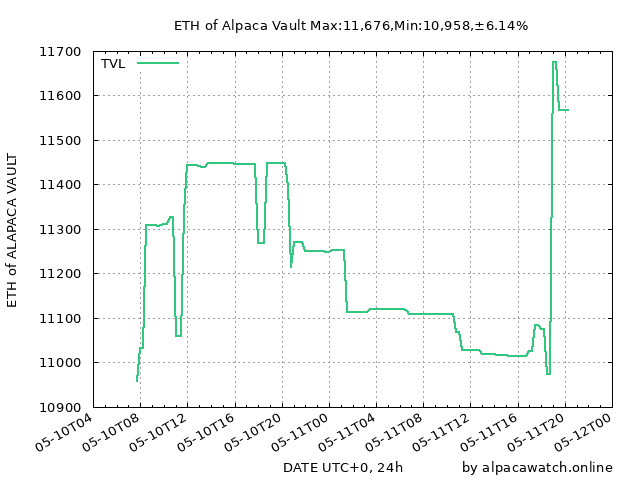 ETH of Alpaca Vault Max:11,676,Min:10,958,±6.14%
11700
TVL
11600
11500
11400
11300
11200
11100
11000
10900
ETH of ALAPACA VAULT
05-10T04
05-10T08
05-10T12
05-10T16
05-10T20
05-11T00
05-11T04
05-11T08
05-11T12
05-11T16
05-11T20
05-12T00
DATE UTC+0, 24h
by alpacawatch.online